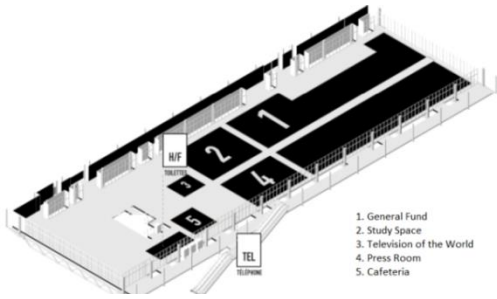 1
2
H/F
TOILETTES
3
4
5
TEL
TÉLÉPHONE
1. General Fund
2. Study Space
3. Television of the World
4. Press Room
5. Cafeteria